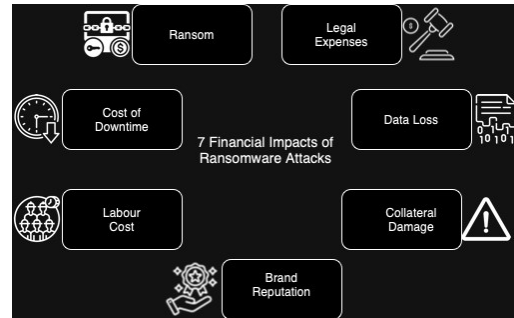 Ransom
Legal
Expenses
Cost of
Downtime
Data Loss
7 Financial Impacts of
Ransomware Attacks
Labour
Cost
Collateral
Damage
Brand
Reputation